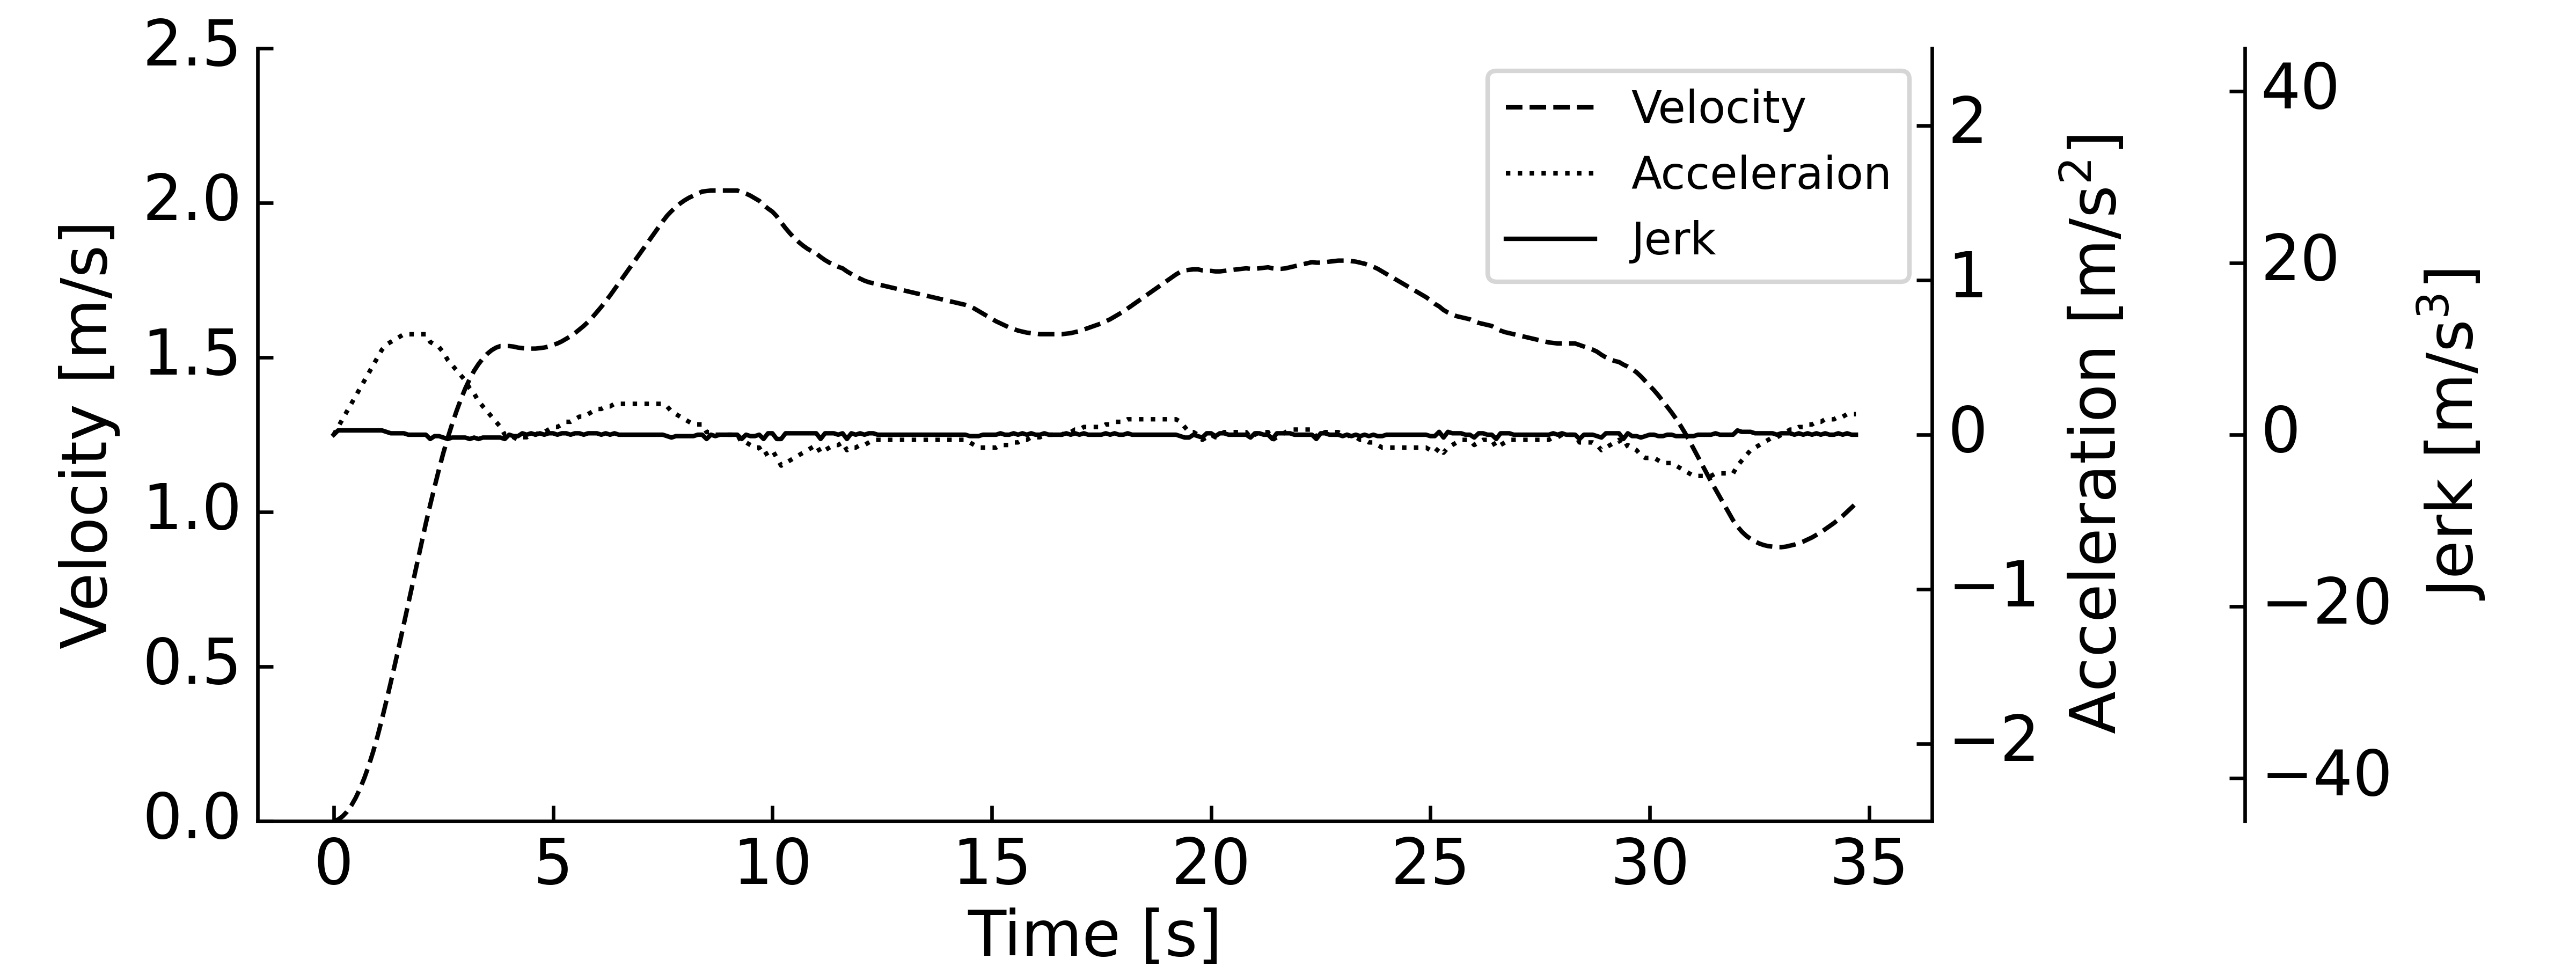 2.5
2.0
1.5
1.0
0.5
0.0
Velocity [m/s]
0 5 10 15 20 25 30 35
Time [s]
Velocity
Acceleraion
Jerk
2
1
0
−1
−2
Acceleration [m/s²]
40
20
0
−20
−40
Jerk [m/s³]